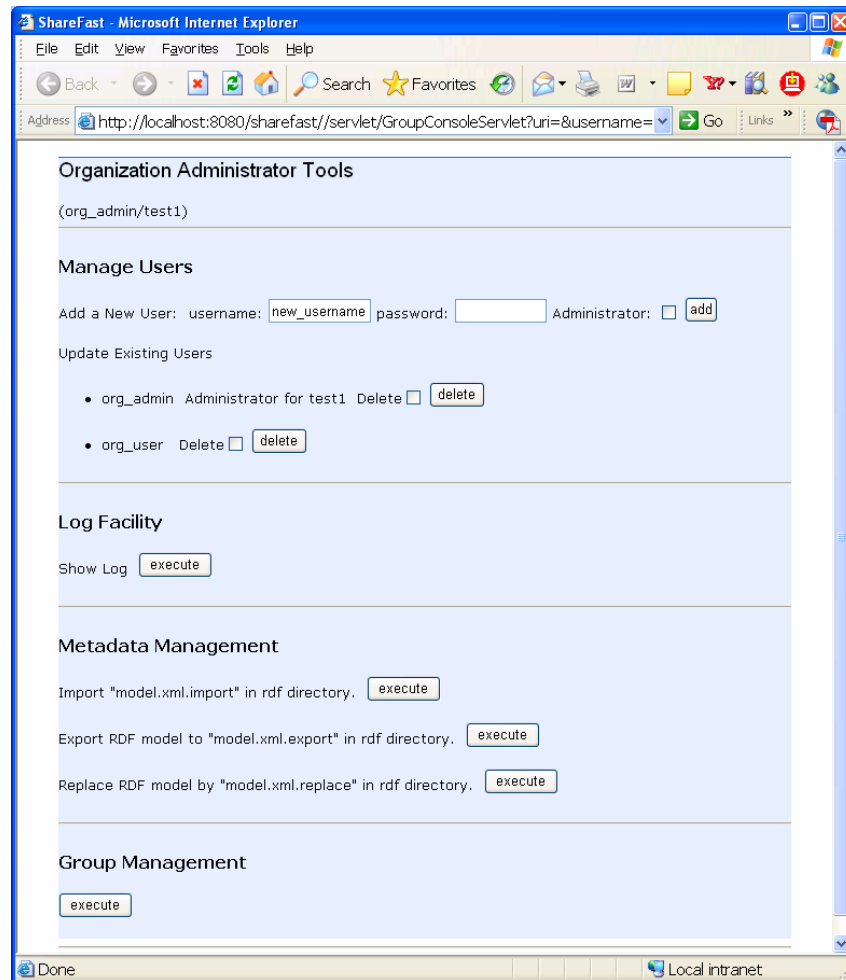 ShareFast - Microsoft Internet Explorer
File Edit View Favorites Tools Help
Back Search Favorites
Address http://localhost:8080/sharefast//servlet/GroupConsoleServlet?uri=&username= Go Links »
Organization Administrator Tools
(org_admin/test1)
Manage Users
Add a New User: username: new_username password: Administrator: add
Update Existing Users
• org_admin Administrator for test1 Delete delete
• org_user Delete delete
Log Facility
Show Log execute
Metadata Management
Import "model.xml.import" in rdf directory. execute
Export RDF model to "model.xml.export" in rdf directory. execute
Replace RDF model by "model.xml.replace" in rdf directory. execute
Group Management
execute
Done Local intranet